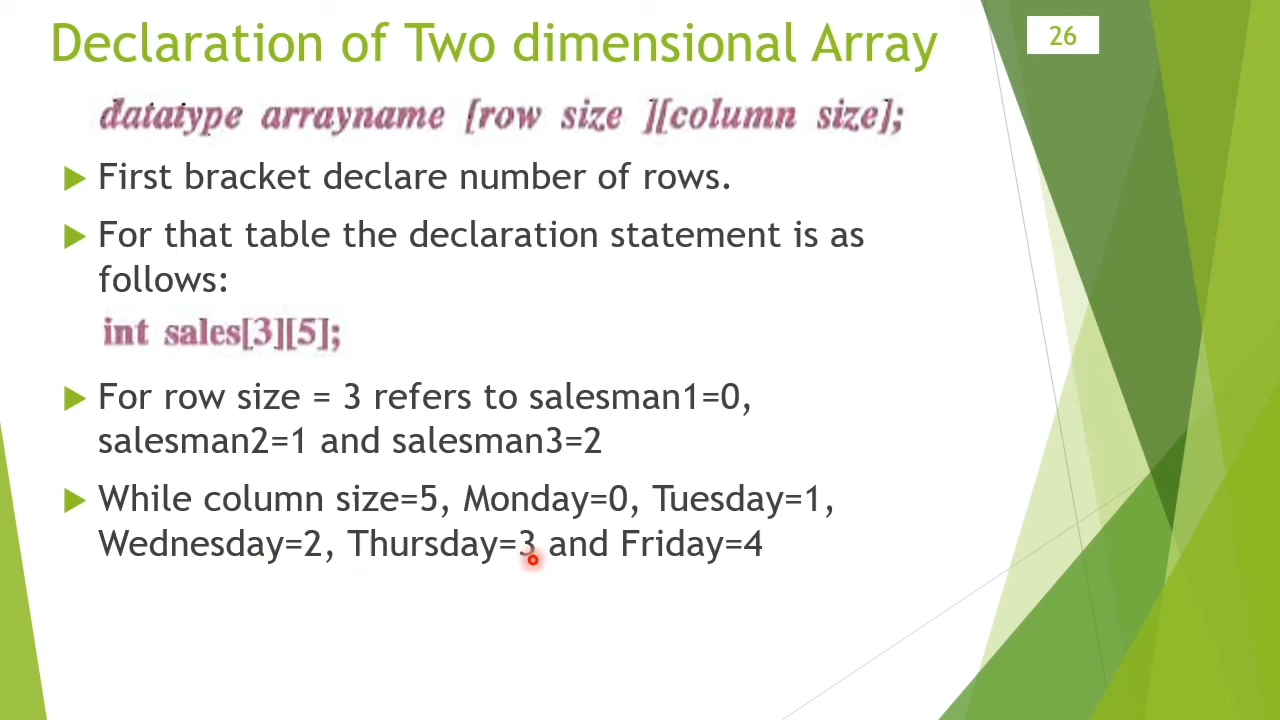 Declaration of Two dimensional Array
26
datatype arrayname [row size ][column size];
First bracket declare number of rows.
For that table the declaration statement is as
follows:
int sales[3][5];
For row size = 3 refers to salesman1=0,
salesman2=1 and salesman3=2
While column size=5, Monday=0, Tuesday=1,
Wednesday=2, Thursday=3 and Friday=4